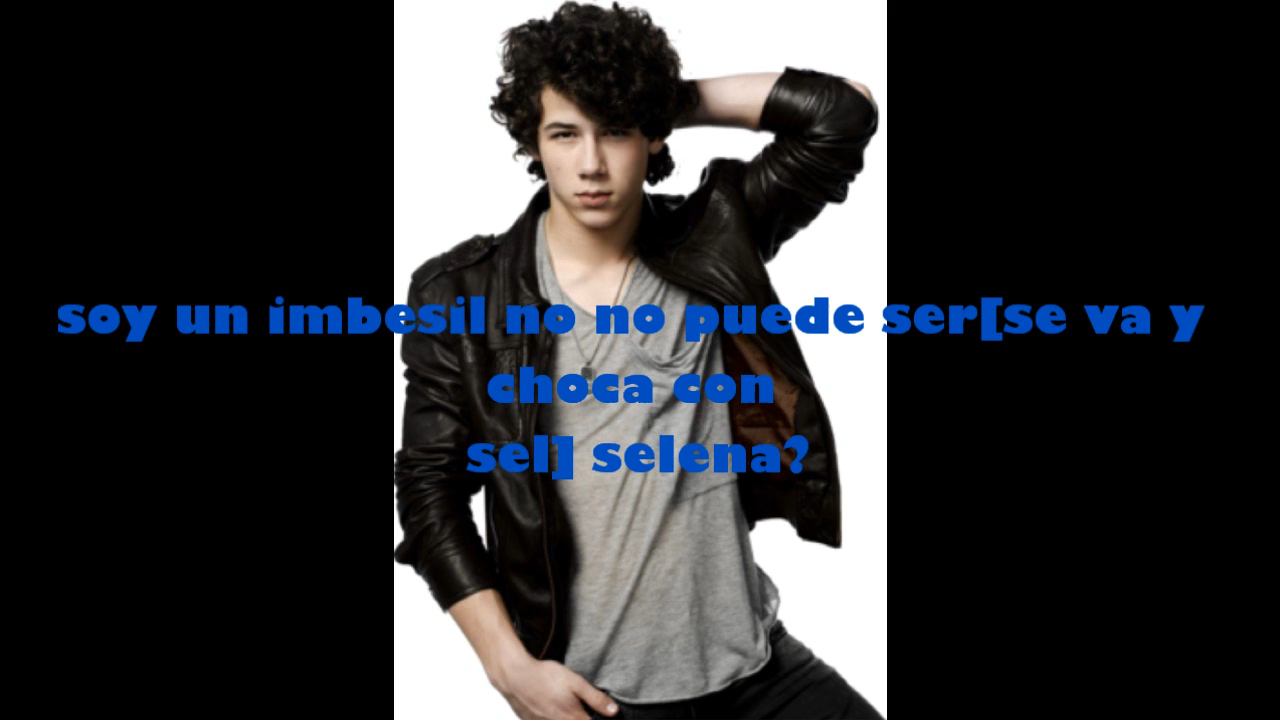 soy un imbesil no no puede ser[se va y
choca con
sel] selena?